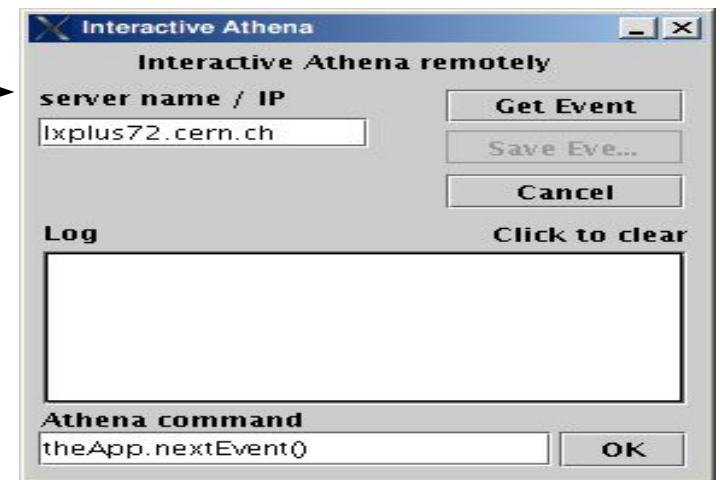 Interactive Athena
Interactive Athena remotely
server name / IP
Get Event
lxplus72.cern.ch
Save Eve...
Cancel
Log
Click to clear
Athena command
theApp.nextEvent()
OK